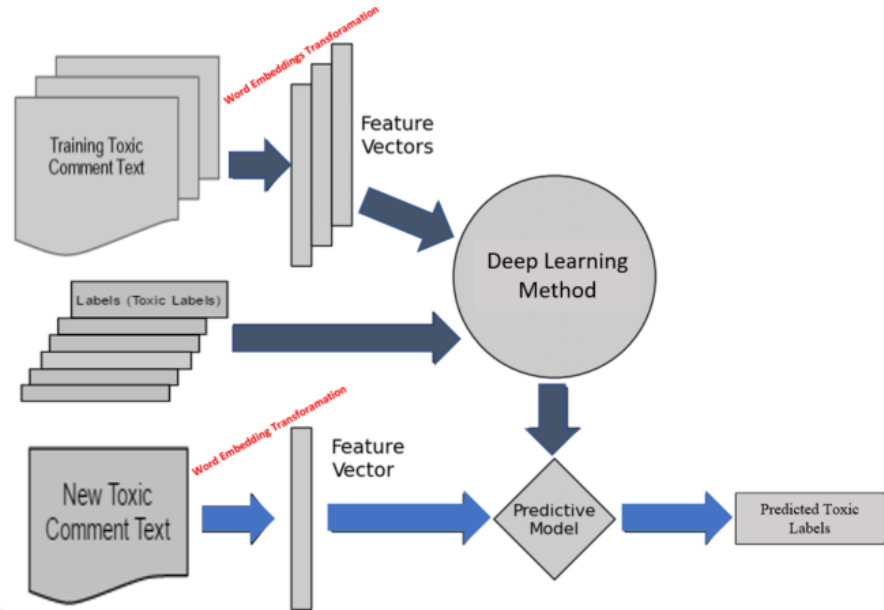 Word Embeddings Transforamation
Training Toxic
Comment Text
Feature
Vectors
Deep Learning
Method
Labels (Toxic Labels)
Word Embedding Transforamation
New Toxic
Comment Text
Feature
Vector
Predictive
Model
Predicted Toxic
Labels